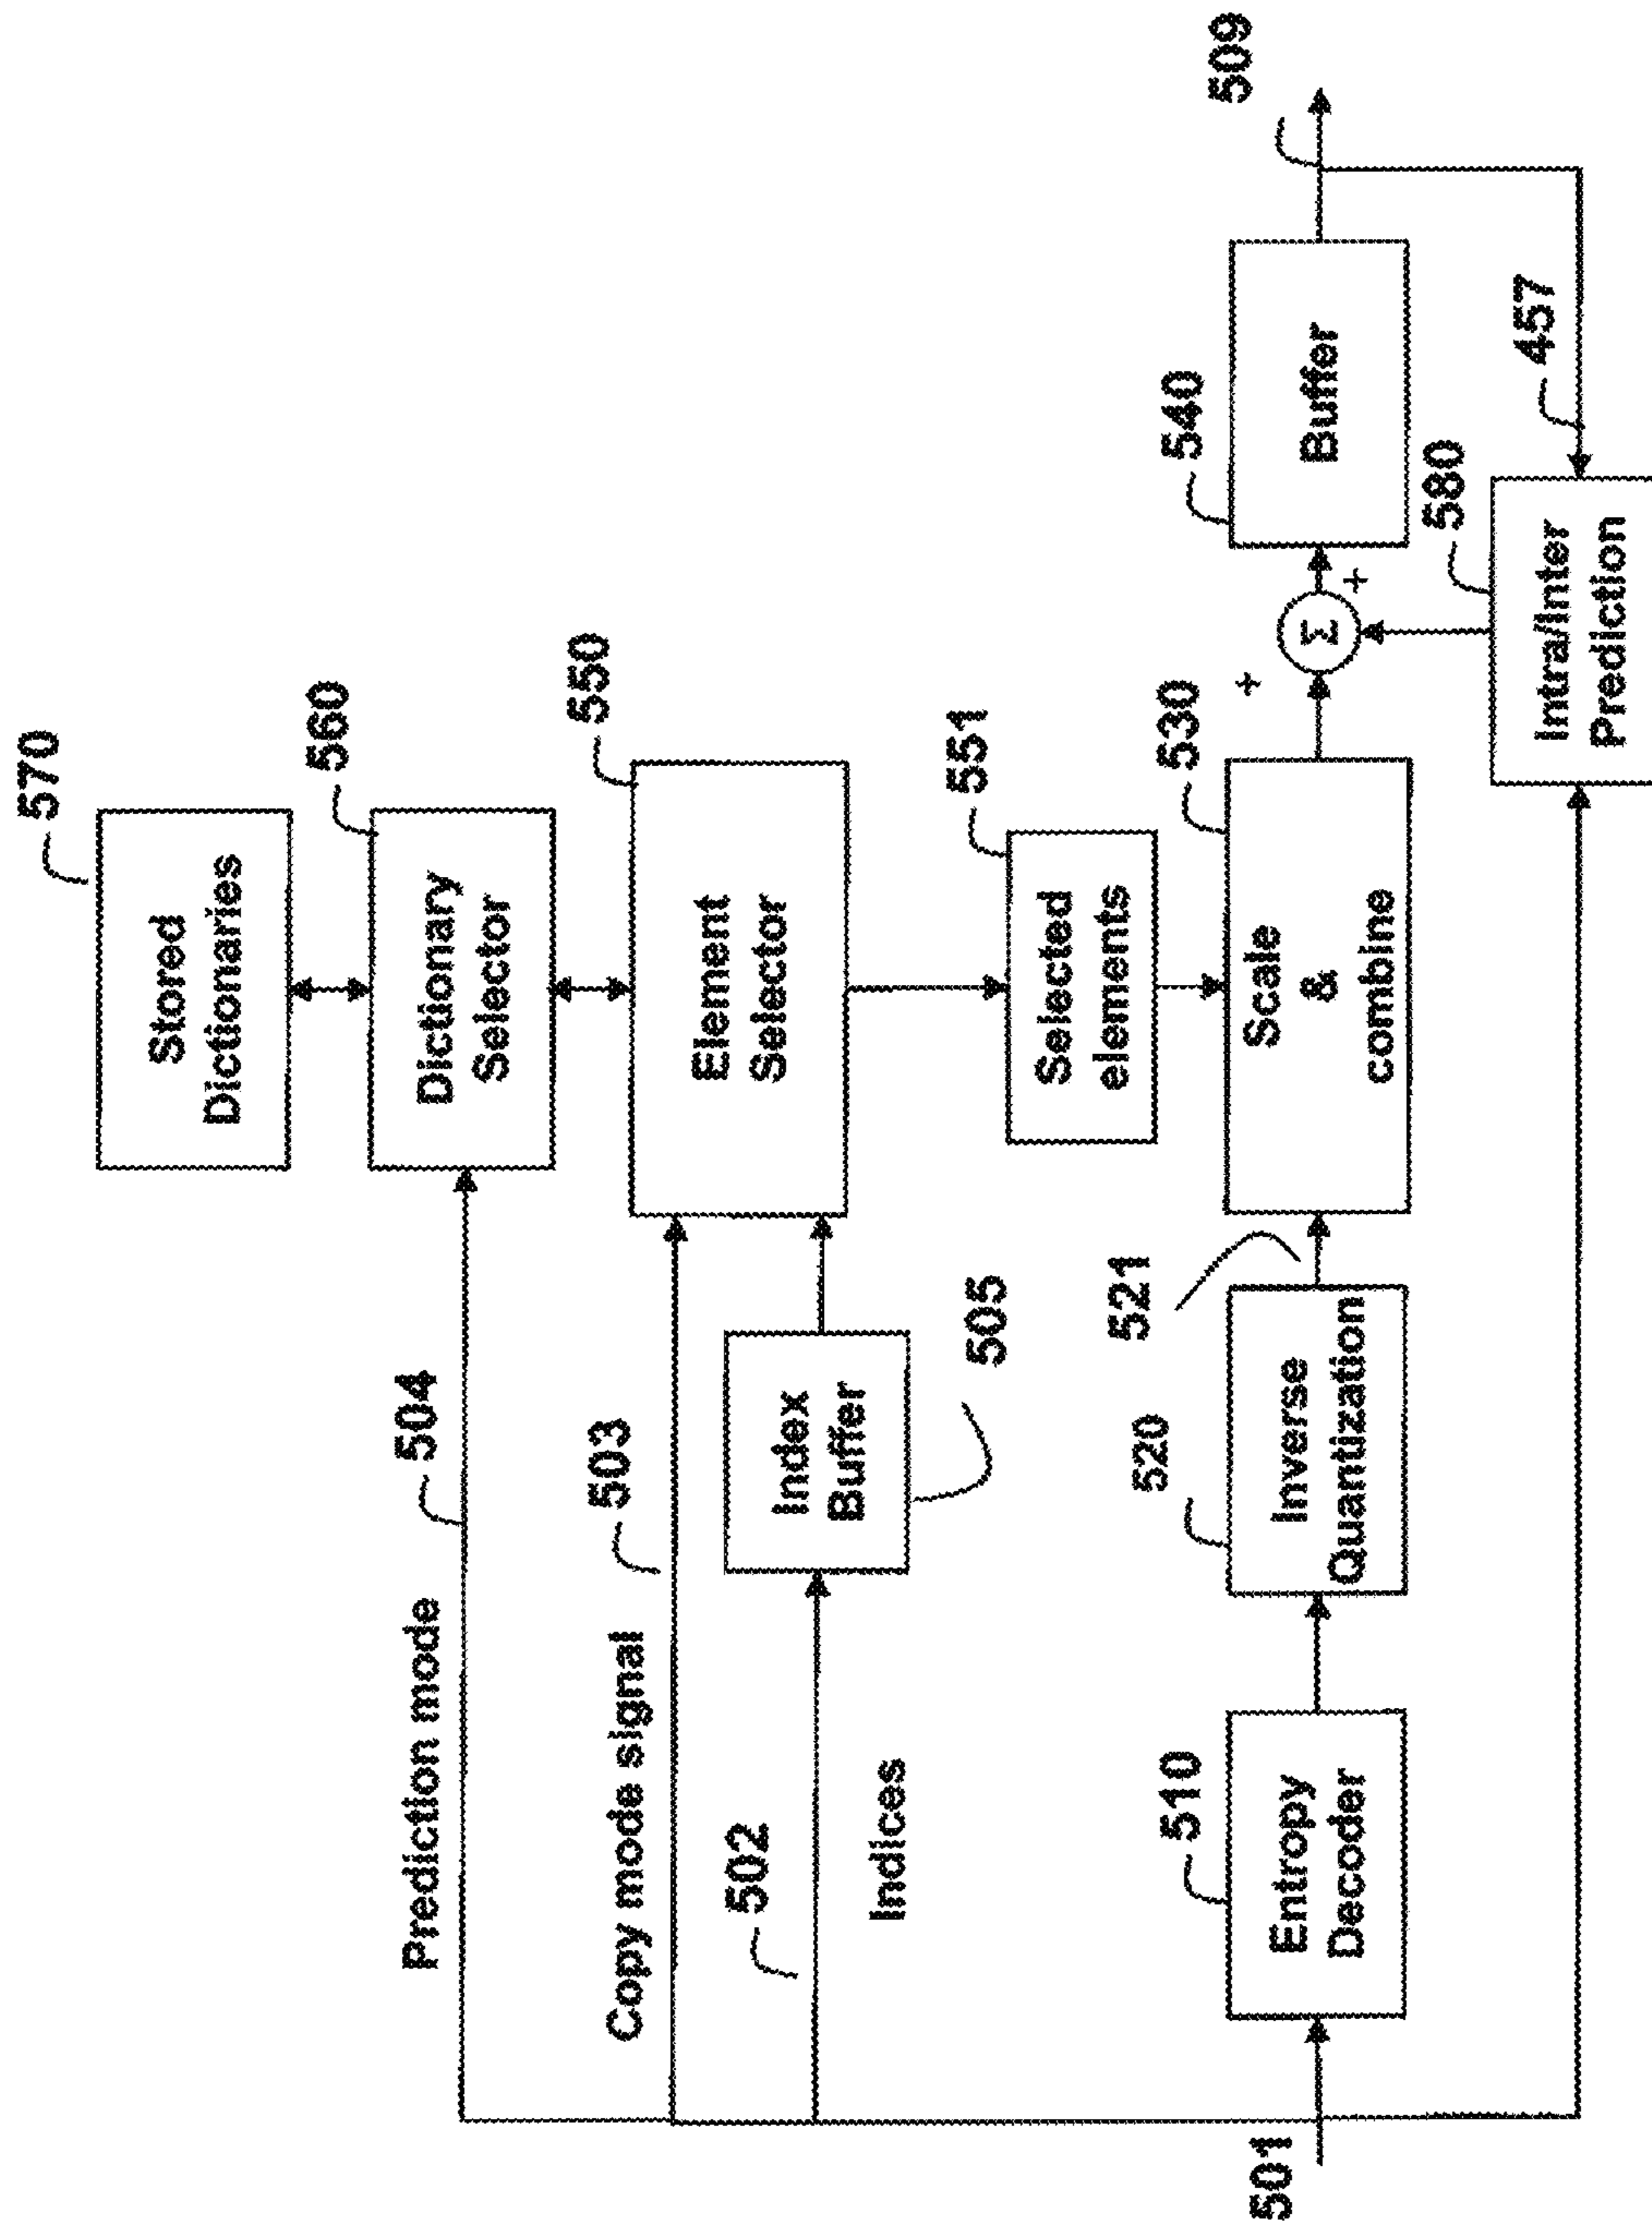 570
Stored
Dictionaries
560
Dictionary
Selector
504
Prediction mode
550
Element
Selector
503
Copy mode signal
Index
Buffer
505
502
Indices
551
Selected
elements
501
510
Entropy
Decoder
520
Inverse
Quantization
521
530
Scale
&
combine
+
Σ
+
540
Buffer
509
457
580
Intra/Inter
Prediction